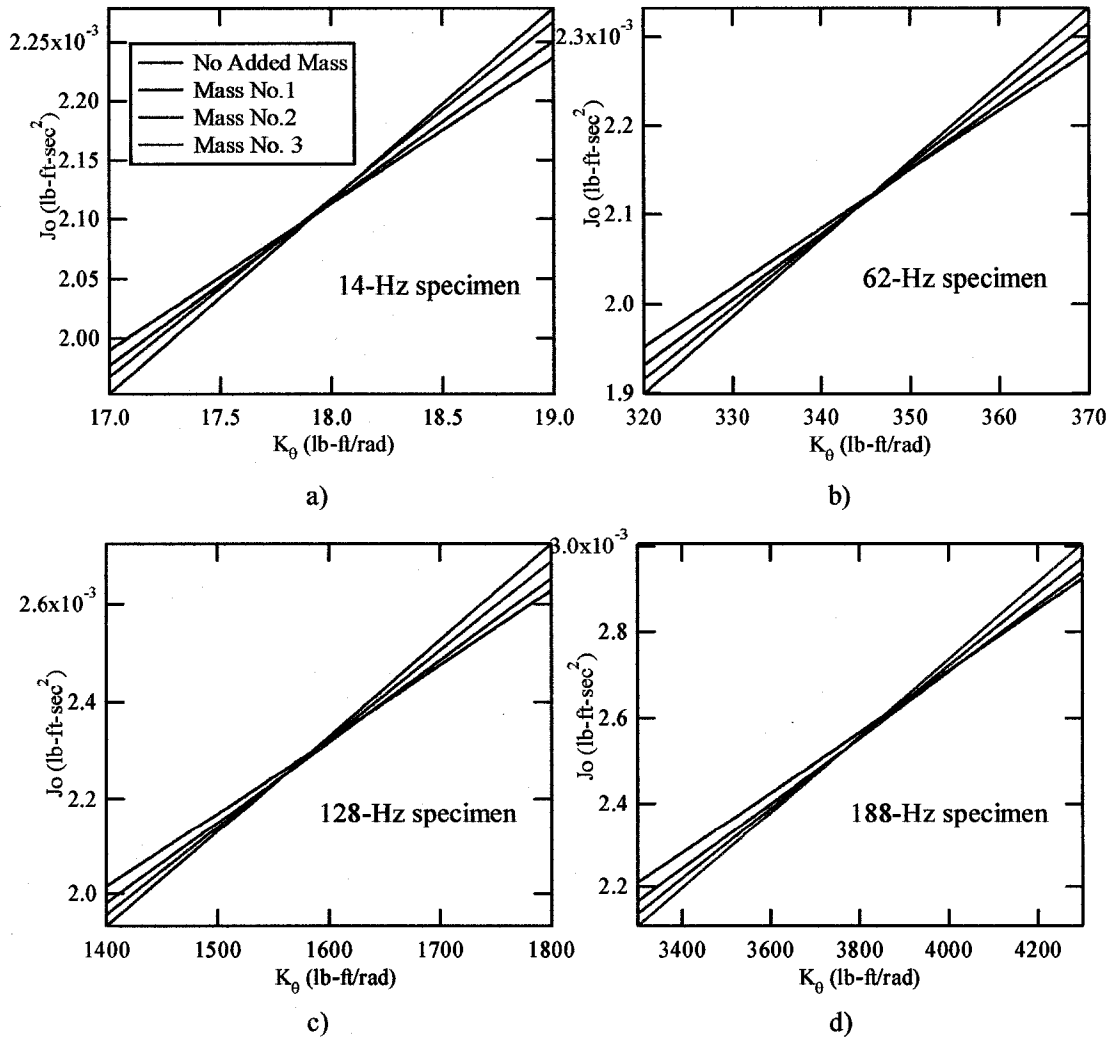 2.25x10-3
2.20
2.15
2.10
2.05
2.00
Jo (lb-ft-sec2)
No Added Mass
Mass No.1
Mass No.2
Mass No. 3
14-Hz specimen
17.0 17.5 18.0 18.5 19.0
Kθ (lb-ft/rad)
a)
2.3x10-3
2.2
2.1
2.0
1.9
Jo (lb-ft-sec2)
62-Hz specimen
320 330 340 350 360 370
Kθ (lb-ft/rad)
b)
2.6x10-3
2.4
2.2
2.0
Jo (lb-ft-sec2)
128-Hz specimen
1400 1500 1600 1700 1800
Kθ (lb-ft/rad)
c)
3.0x10-3
2.8
2.6
2.4
2.2
Jo (lb-ft-sec2)
188-Hz specimen
3400 3600 3800 4000 4200
Kθ (lb-ft/rad)
d)